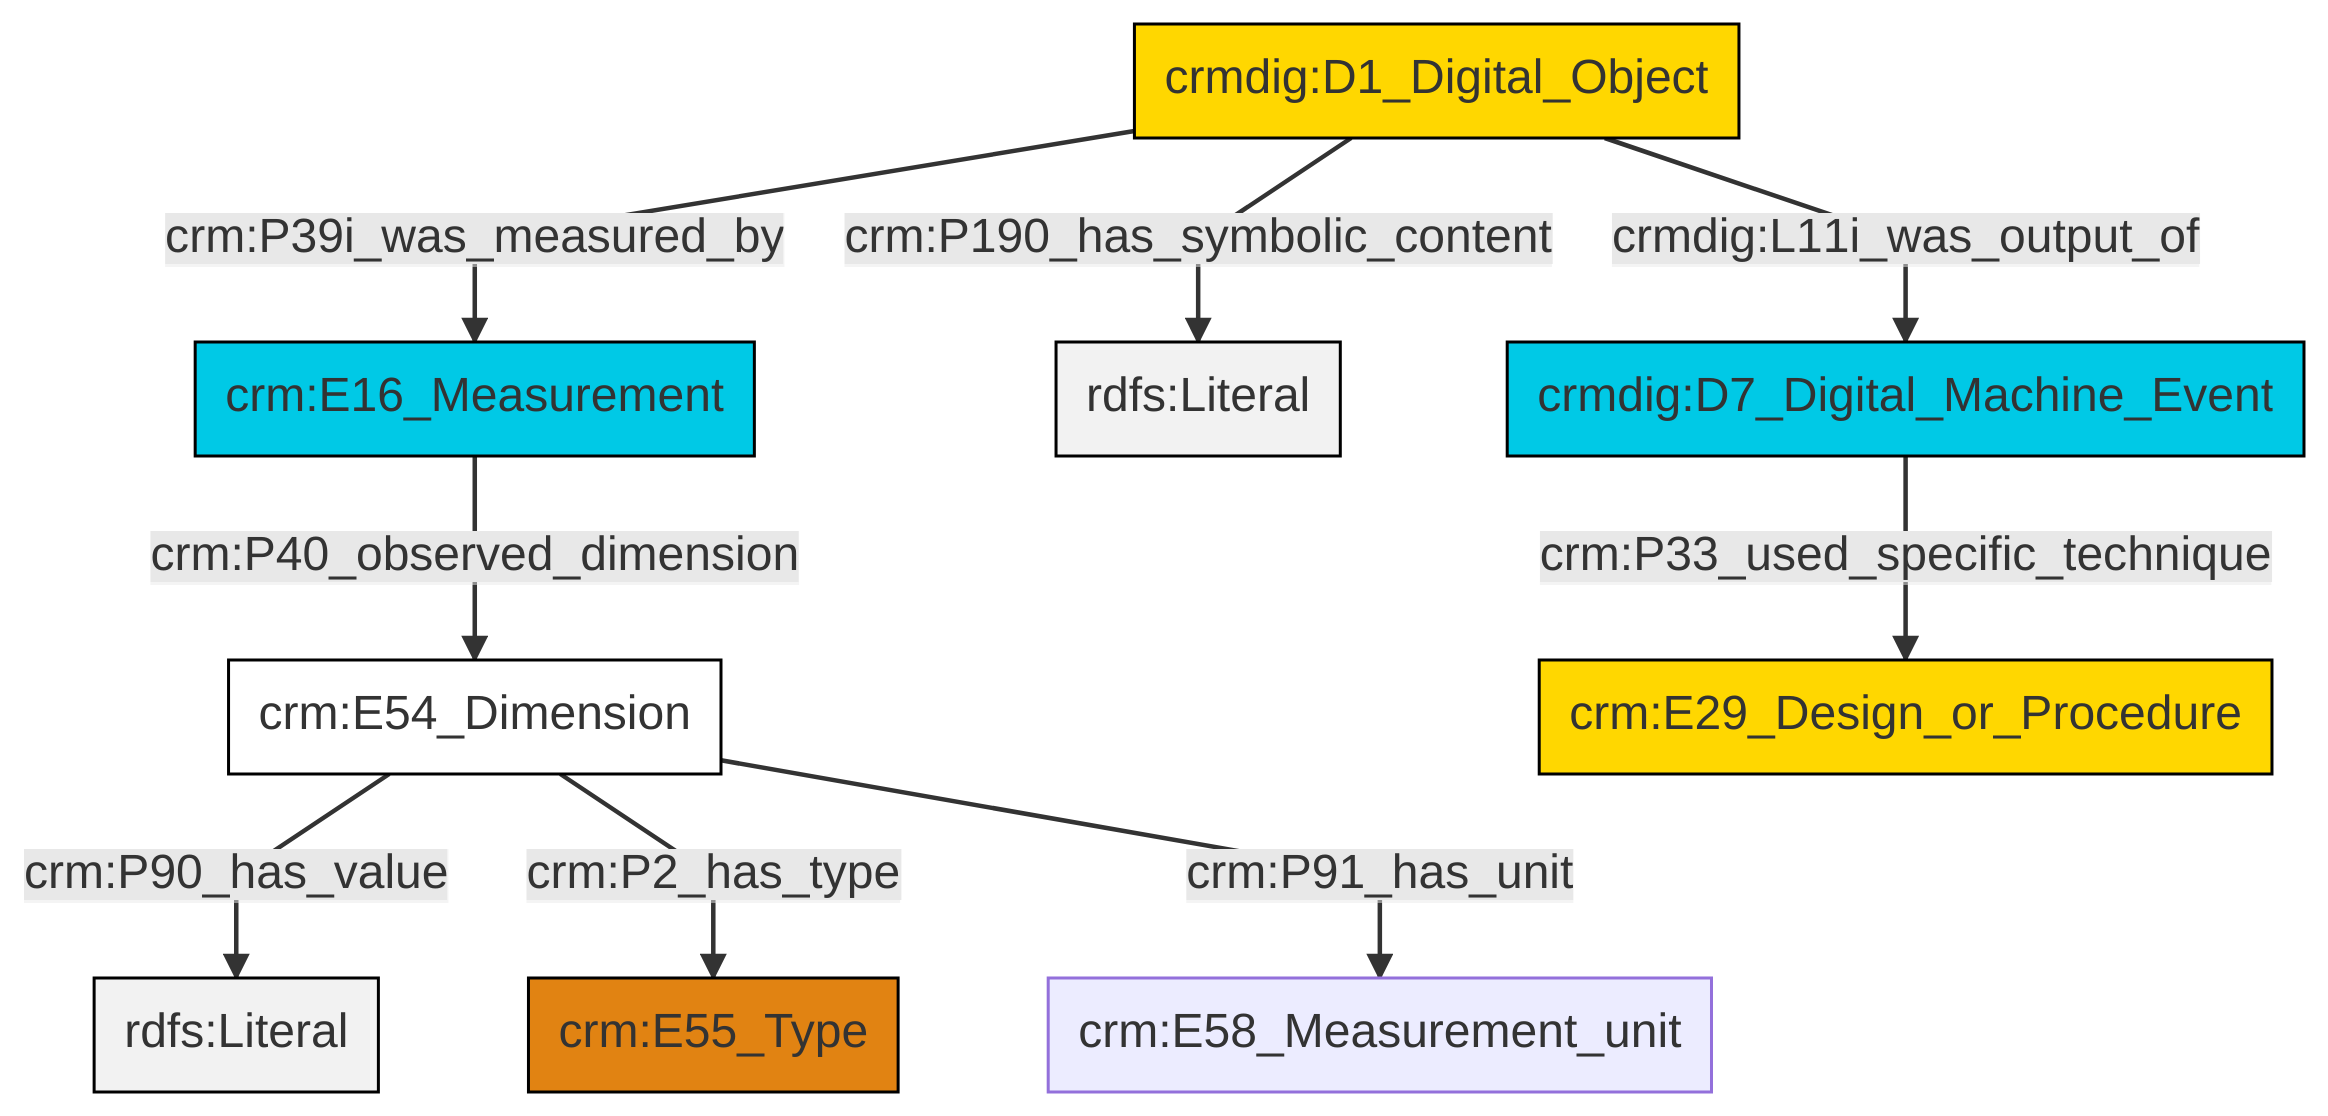 crmdig:D1_Digital_Object
crm:P39i_was_measured_by
crm:P190_has_symbolic_content
crmdig:L11i_was_output_of
crm:E16_Measurement
rdfs:Literal
crmdig:D7_Digital_Machine_Event
crm:P40_observed_dimension
crm:P33_used_specific_technique
crm:E54_Dimension
crm:E29_Design_or_Procedure
crm:P90_has_value
crm:P2_has_type
crm:P91_has_unit
rdfs:Literal
crm:E55_Type
crm:E58_Measurement_unit